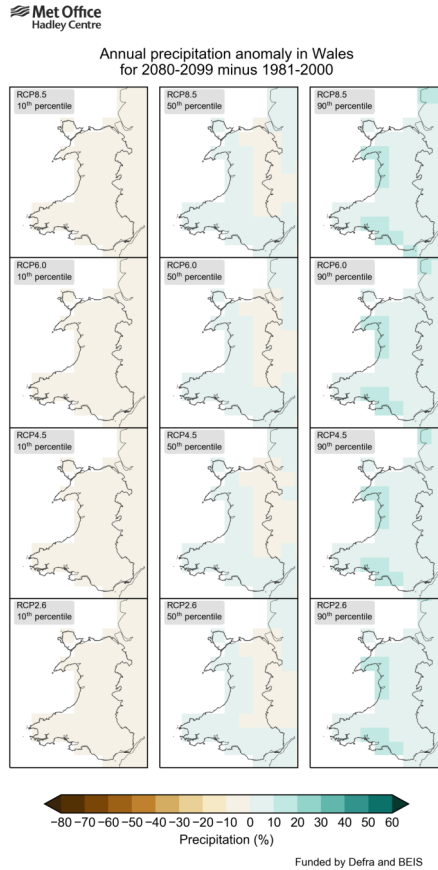 Met Office
Hadley Centre
Annual precipitation anomaly in Wales
for 2080-2099 minus 1981-2000
RCP8.5
10th percentile
RCP8.5
50th percentile
RCP8.5
90th percentile
RCP6.0
10th percentile
RCP6.0
50th percentile
RCP6.0
90th percentile
RCP4.5
10th percentile
RCP4.5
50th percentile
RCP4.5
90th percentile
RCP2.6
10th percentile
RCP2.6
50th percentile
RCP2.6
90th percentile
−80 −70 −60 −50 −40 −30 −20 −10 0 10 20 30 40 50 60
Precipitation (%)
Funded by Defra and BEIS